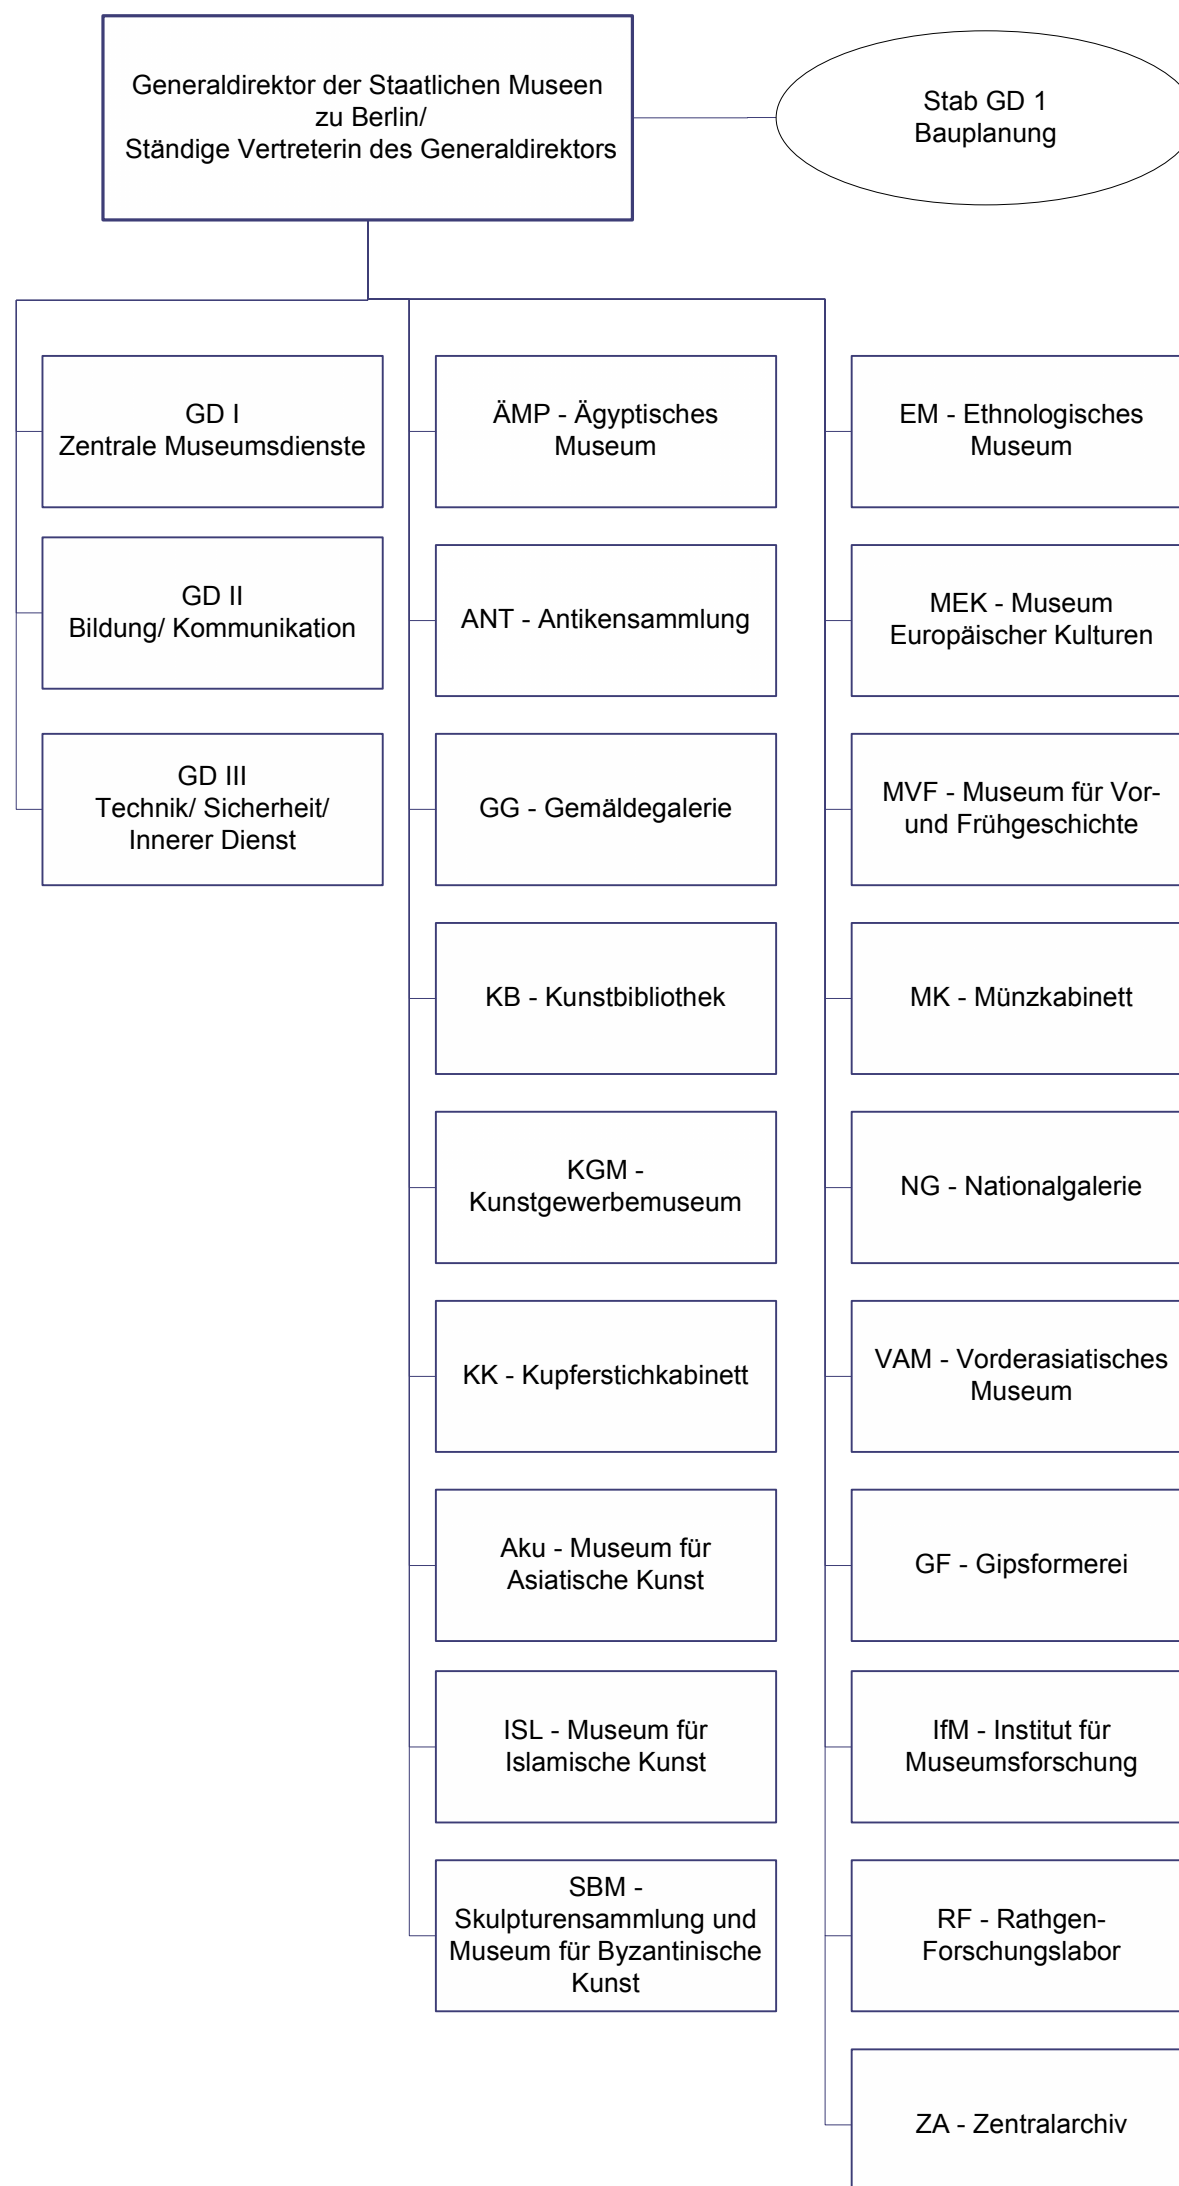 Generaldirektor der Staatlichen Museen
zu Berlin/
Ständige Vertreterin des Generaldirektors
Stab GD 1
Bauplanung
GD I
Zentrale Museumsdienste
GD II
Bildung/ Kommunikation
GD III
Technik/ Sicherheit/
Innerer Dienst
ÄMP - Ägyptisches
Museum
ANT - Antikensammlung
GG - Gemäldegalerie
KB - Kunstbibliothek
KGM -
Kunstgewerbemuseum
KK - Kupferstichkabinett
Aku - Museum für
Asiatische Kunst
ISL - Museum für
Islamische Kunst
SBM -
Skulpturensammlung und
Museum für Byzantinische
Kunst
EM - Ethnologisches
Museum
MEK - Museum
Europäischer Kulturen
MVF - Museum für Vor-
und Frühgeschichte
MK - Münzkabinett
NG - Nationalgalerie
VAM - Vorderasiatisches
Museum
GF - Gipsformerei
IfM - Institut für
Museumsforschung
RF - Rathgen-
Forschungslabor
ZA - Zentralarchiv